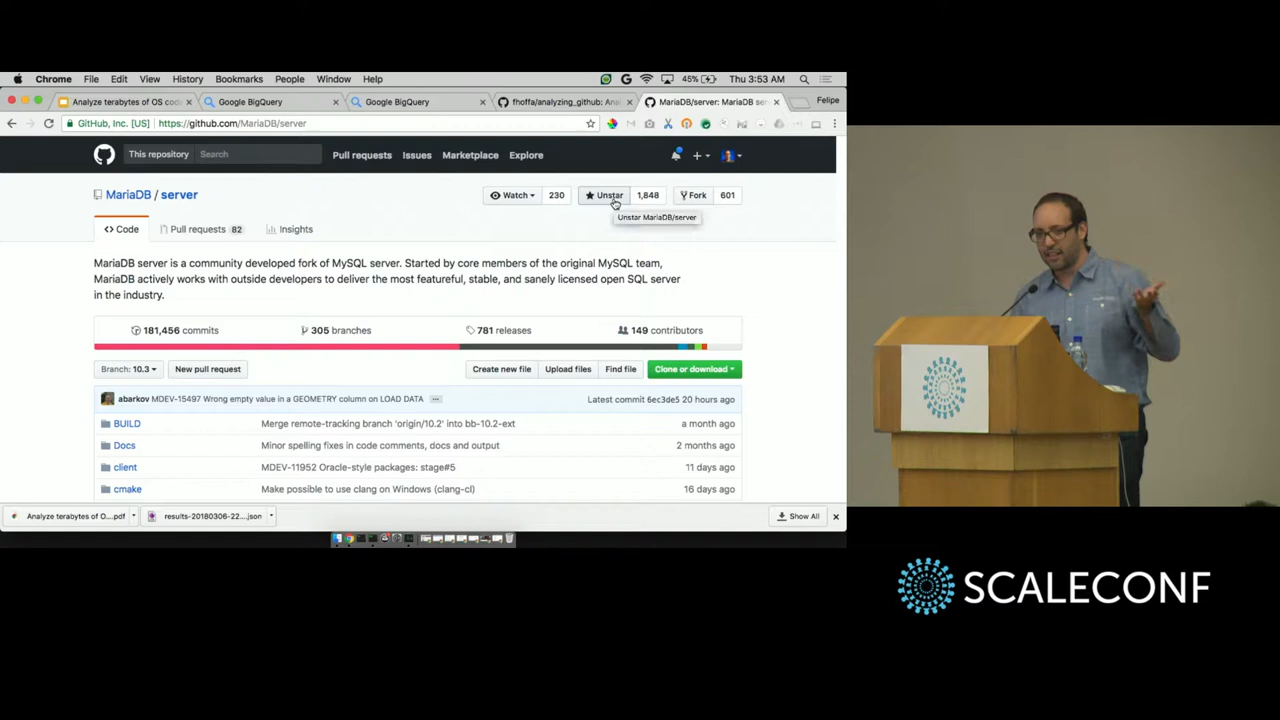 Chrome File Edit View History Bookmarks People Window Help 45% Thu 3:53 AM
Analyze terabytes of OS cod Google BigQuery Google BigQuery fhoffa/analyzing_github: Ana MariaDB/server: MariaDB ser Felipe
GitHub, Inc. [US] https://github.com/MariaDB/server
This repository Search Pull requests Issues Marketplace Explore
MariaDB / server Watch 230 Unstar 1,848 Fork 601
Unstar MariaDB/server
Code Pull requests 82 Insights
MariaDB server is a community developed fork of MySQL server. Started by core members of the original MySQL team,
MariaDB actively works with outside developers to deliver the most featureful, stable, and sanely licensed open SQL server
in the industry.
181,456 commits 305 branches 781 releases 149 contributors
Branch: 10.3 New pull request Create new file Upload files Find file Clone or download
abarkov MDEV-15497 Wrong empty value in a GEOMETRY column on LOAD DATA ... Latest commit 6ec3de5 20 hours ago
BUILD Merge remote-tracking branch 'origin/10.2' into bb-10.2-ext a month ago
Docs Minor spelling fixes in code comments, docs and output 2 months ago
client MDEV-11952 Oracle-style packages: stage#5 11 days ago
cmake Make possible to use clang on Windows (clang-cl) 16 days ago
Analyze terabytes of O....pdf results-20180306-22....json Show All
SCALECONF